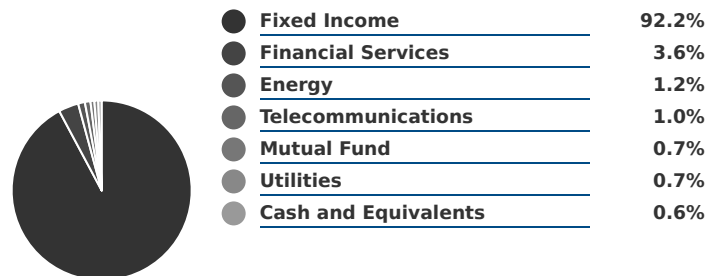 Fixed Income 92.2%
Financial Services 3.6%
Energy 1.2%
Telecommunications 1.0%
Mutual Fund 0.7%
Utilities 0.7%
Cash and Equivalents 0.6%